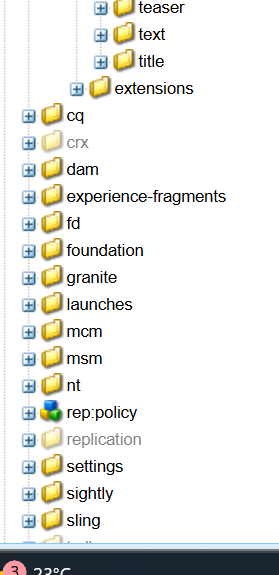 teaser
text
title
extensions
cq
crx
dam
experience-fragments
fd
foundation
granite
launches
mcm
msm
nt
rep:policy
replication
settings
sightly
sling
3
23°C